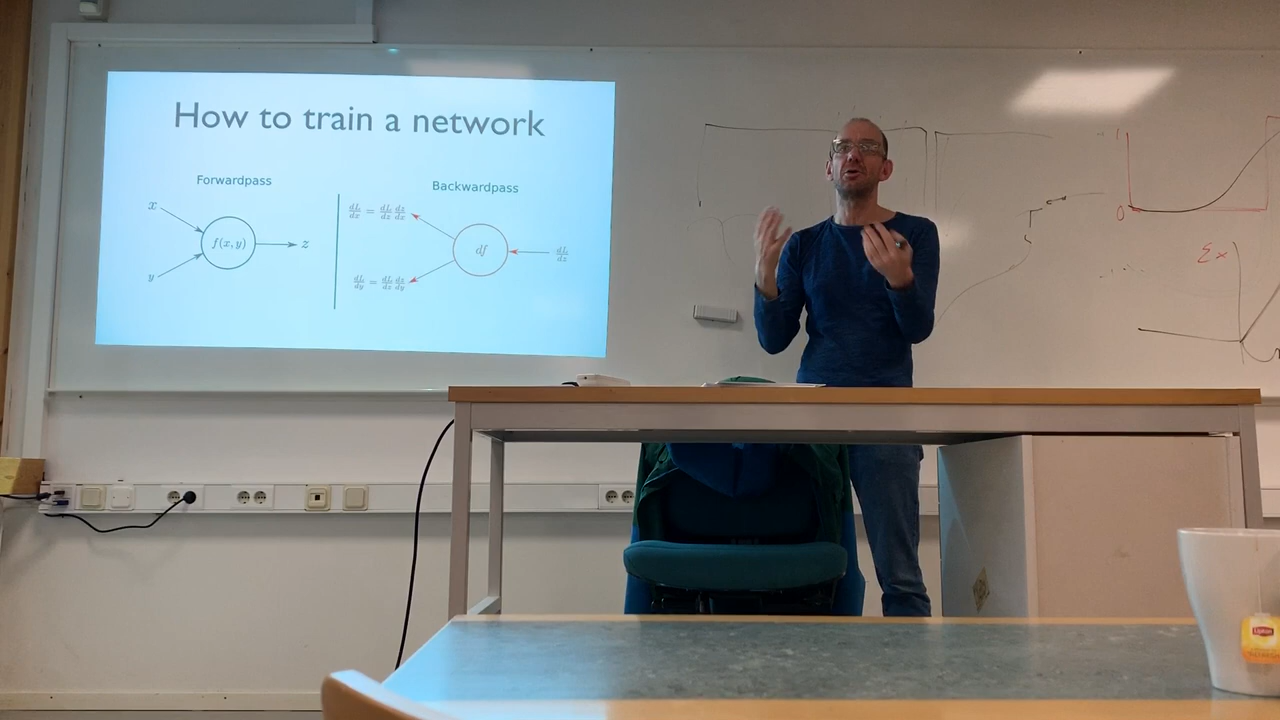 How to train a network
Forwardpass
Backwardpass
x
y
f(x, y)
z
dL/dx = dL/dz dz/dx
dL/dy = dL/dz dz/dy
df
dL/dz
1
0
Σx
Lipton